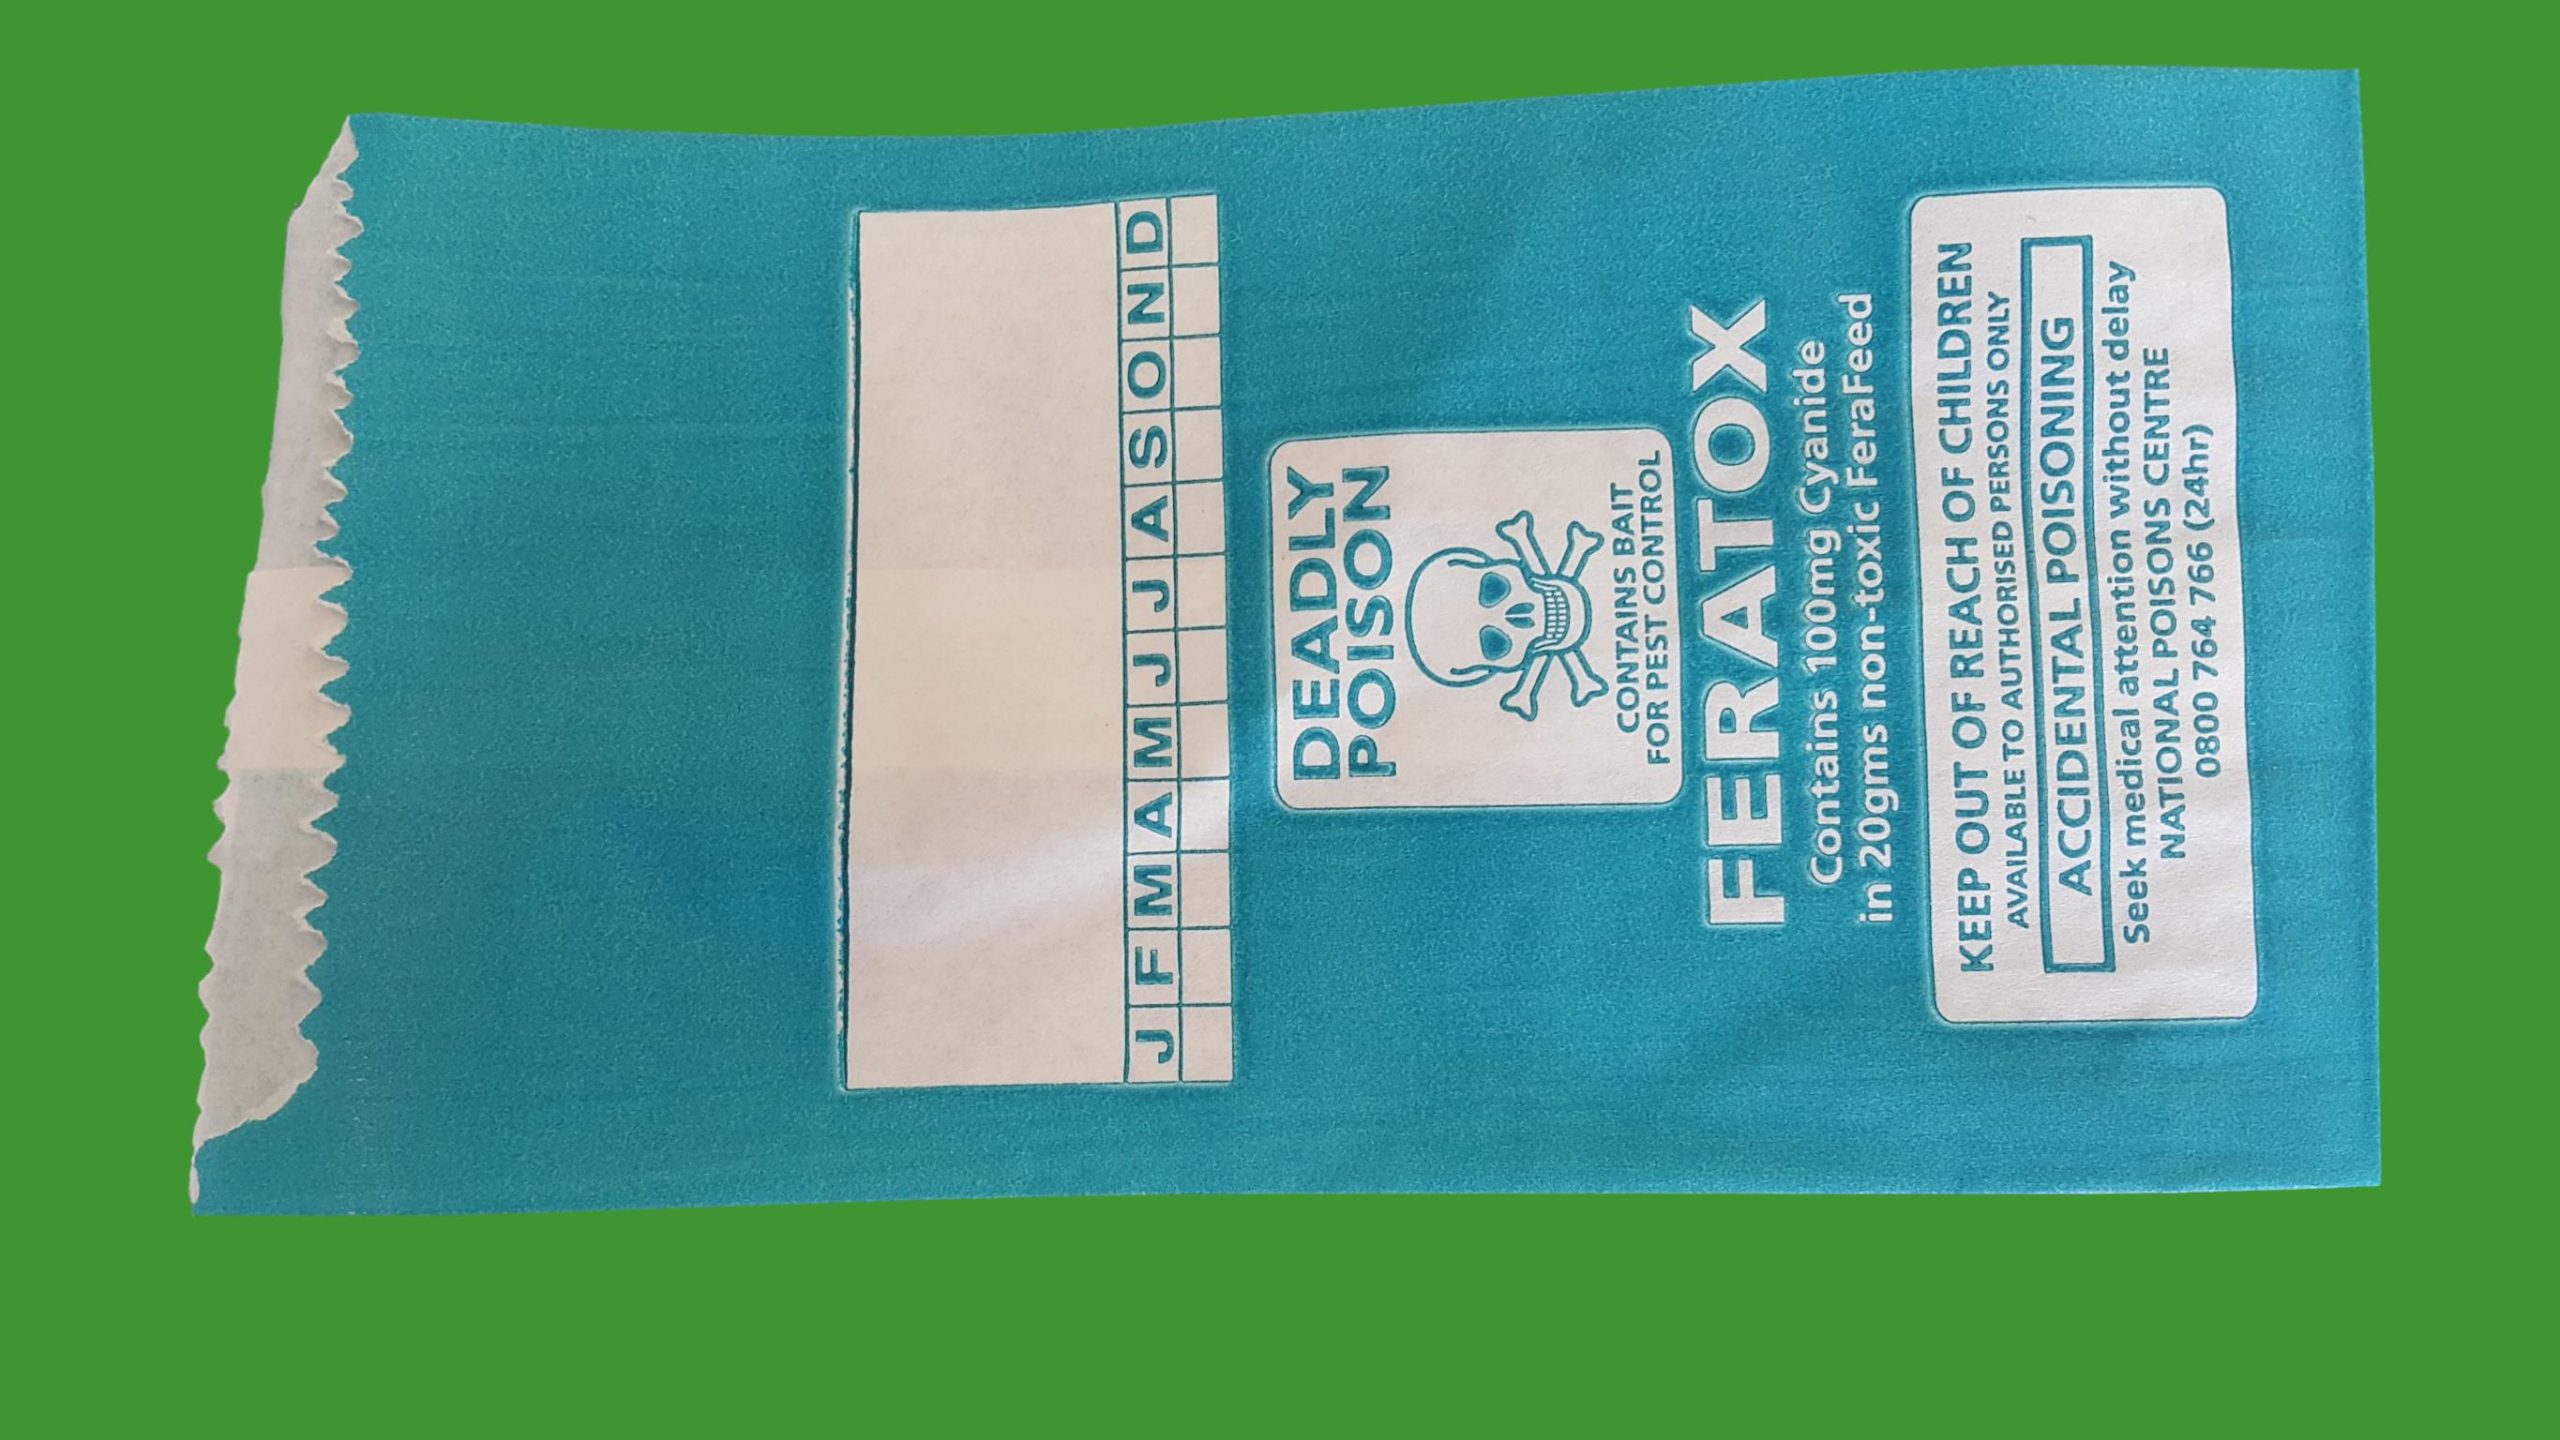 J F M A M J J A S O N D
DEADLY
POISON
CONTAINS BAIT
FOR PEST CONTROL
FERATOX
Contains 100mg Cyanide
in 20gms non-toxic FeraFeed
KEEP OUT OF REACH OF CHILDREN
AVAILABLE TO AUTHORISED PERSONS ONLY
ACCIDENTAL POISONING
Seek medical attention without delay
NATIONAL POISONS CENTRE
0800 764 766 (24hr)